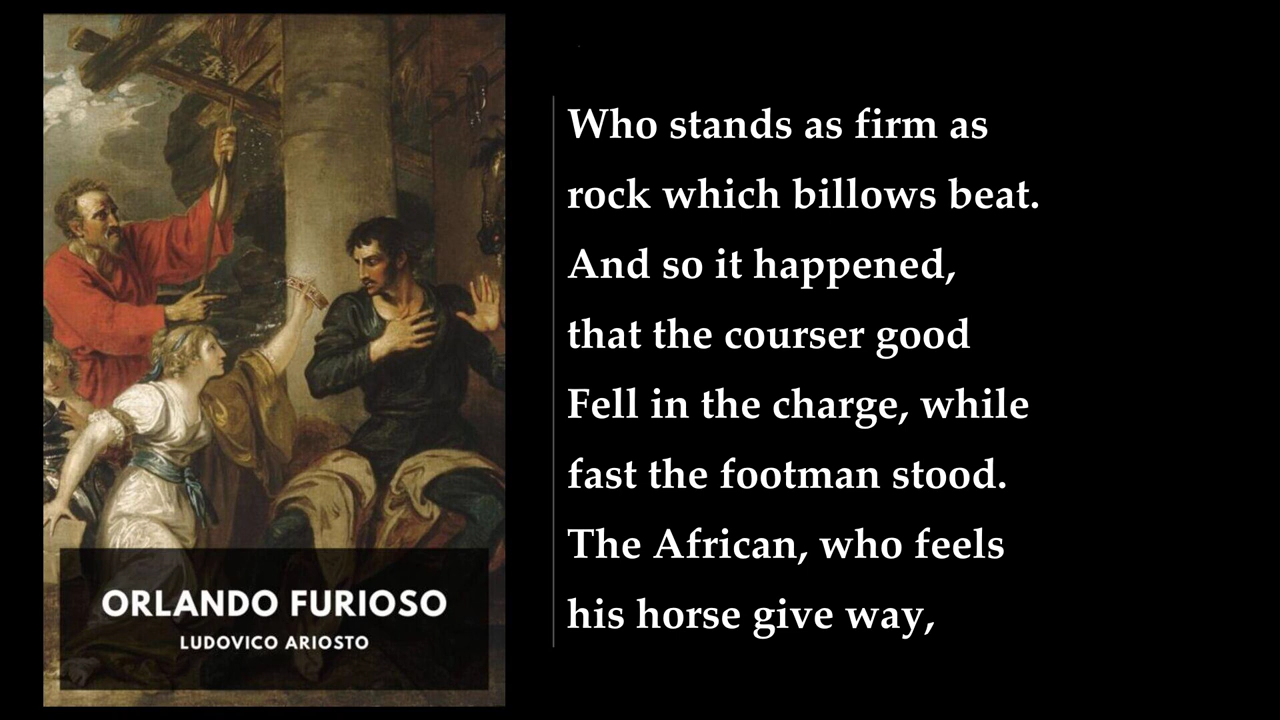 ORLANDO FURIOSO
LUDOVICO ARIOSTO
Who stands as firm as
rock which billows beat.
And so it happened,
that the courser good
Fell in the charge, while
fast the footman stood.
The African, who feels
his horse give way,